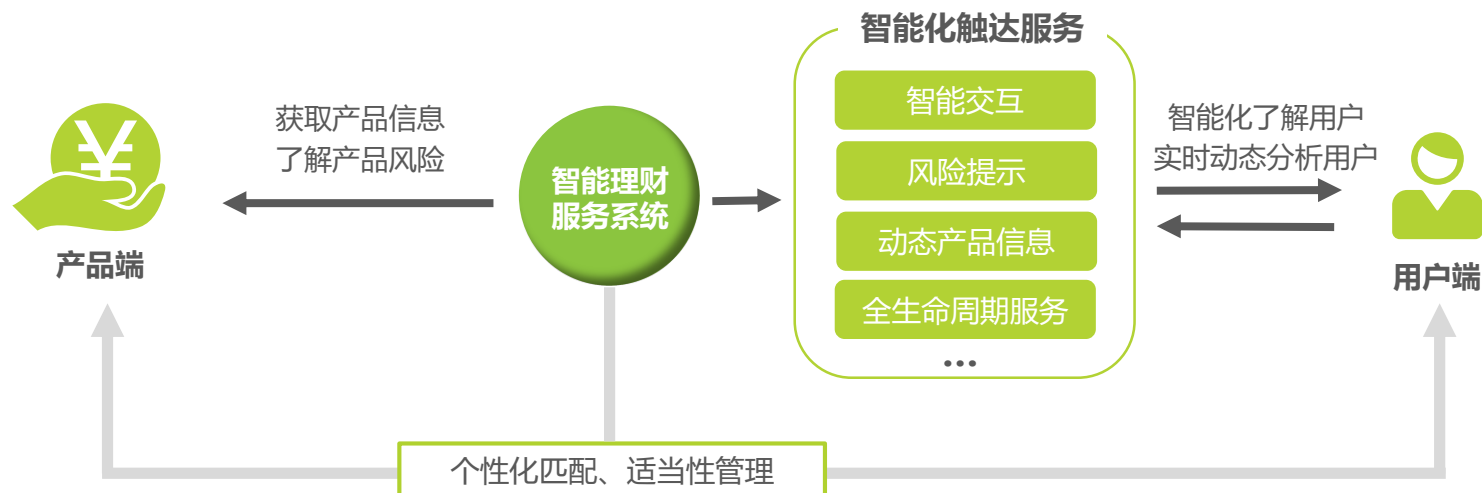 智能化触达服务
智能交互
风险提示
动态产品信息
全生命周期服务
...
获取产品信息
了解产品风险
智能理财
服务系统
智能化了解用户
实时动态分析用户
¥
产品端
用户端
个性化匹配、适当性管理